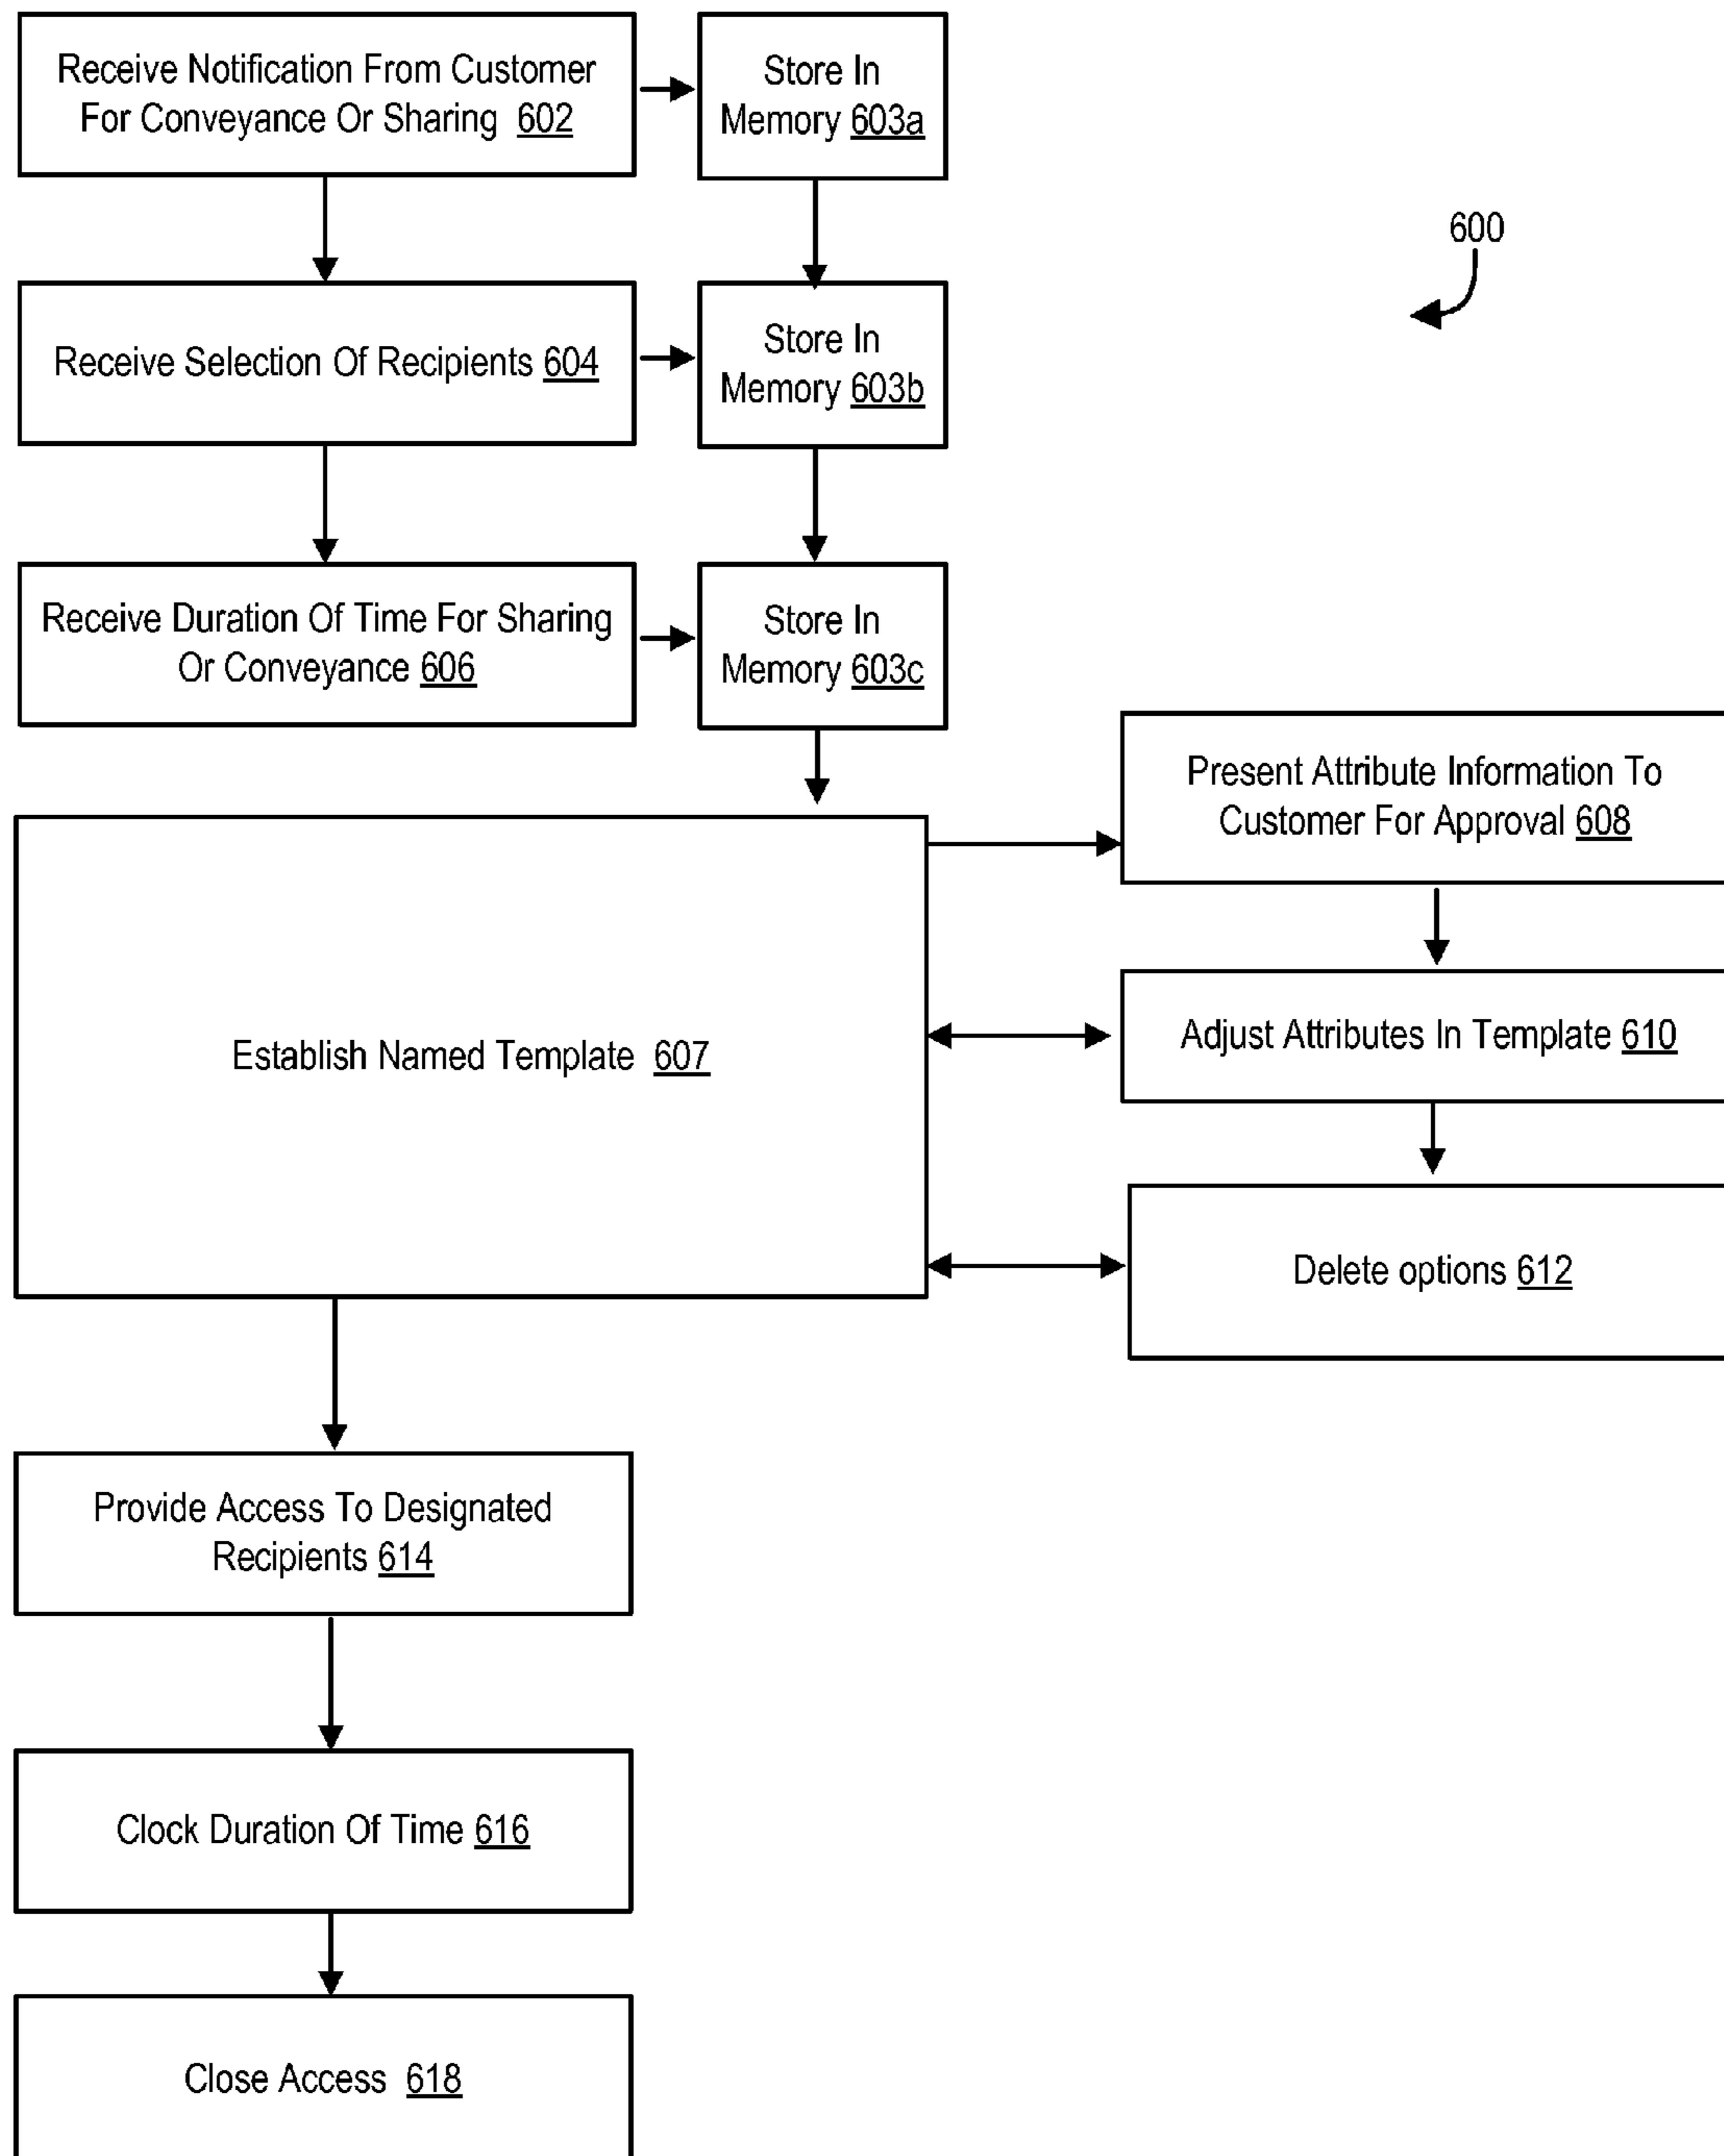 Receive Notification From Customer
For Conveyance Or Sharing 602
Store In
Memory 603a
600
Receive Selection Of Recipients 604
Store In
Memory 603b
Receive Duration Of Time For Sharing
Or Conveyance 606
Store In
Memory 603c
Present Attribute Information To
Customer For Approval 608
Establish Named Template 607
Adjust Attributes In Template 610
Delete options 612
Provide Access To Designated
Recipients 614
Clock Duration Of Time 616
Close Access 618